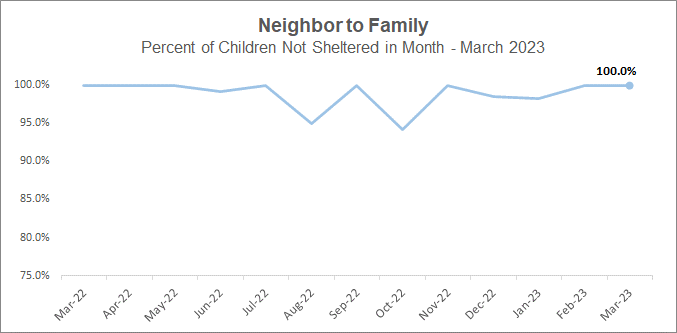 Neighbor to Family
Percent of Children Not Sheltered in Month - March 2023
100.0%
100.0%
95.0%
90.0%
85.0%
80.0%
75.0%
Mar-22
Apr-22
May-22
Jun-22
Jul-22
Aug-22
Sep-22
Oct-22
Nov-22
Dec-22
Jan-23
Feb-23
Mar-23